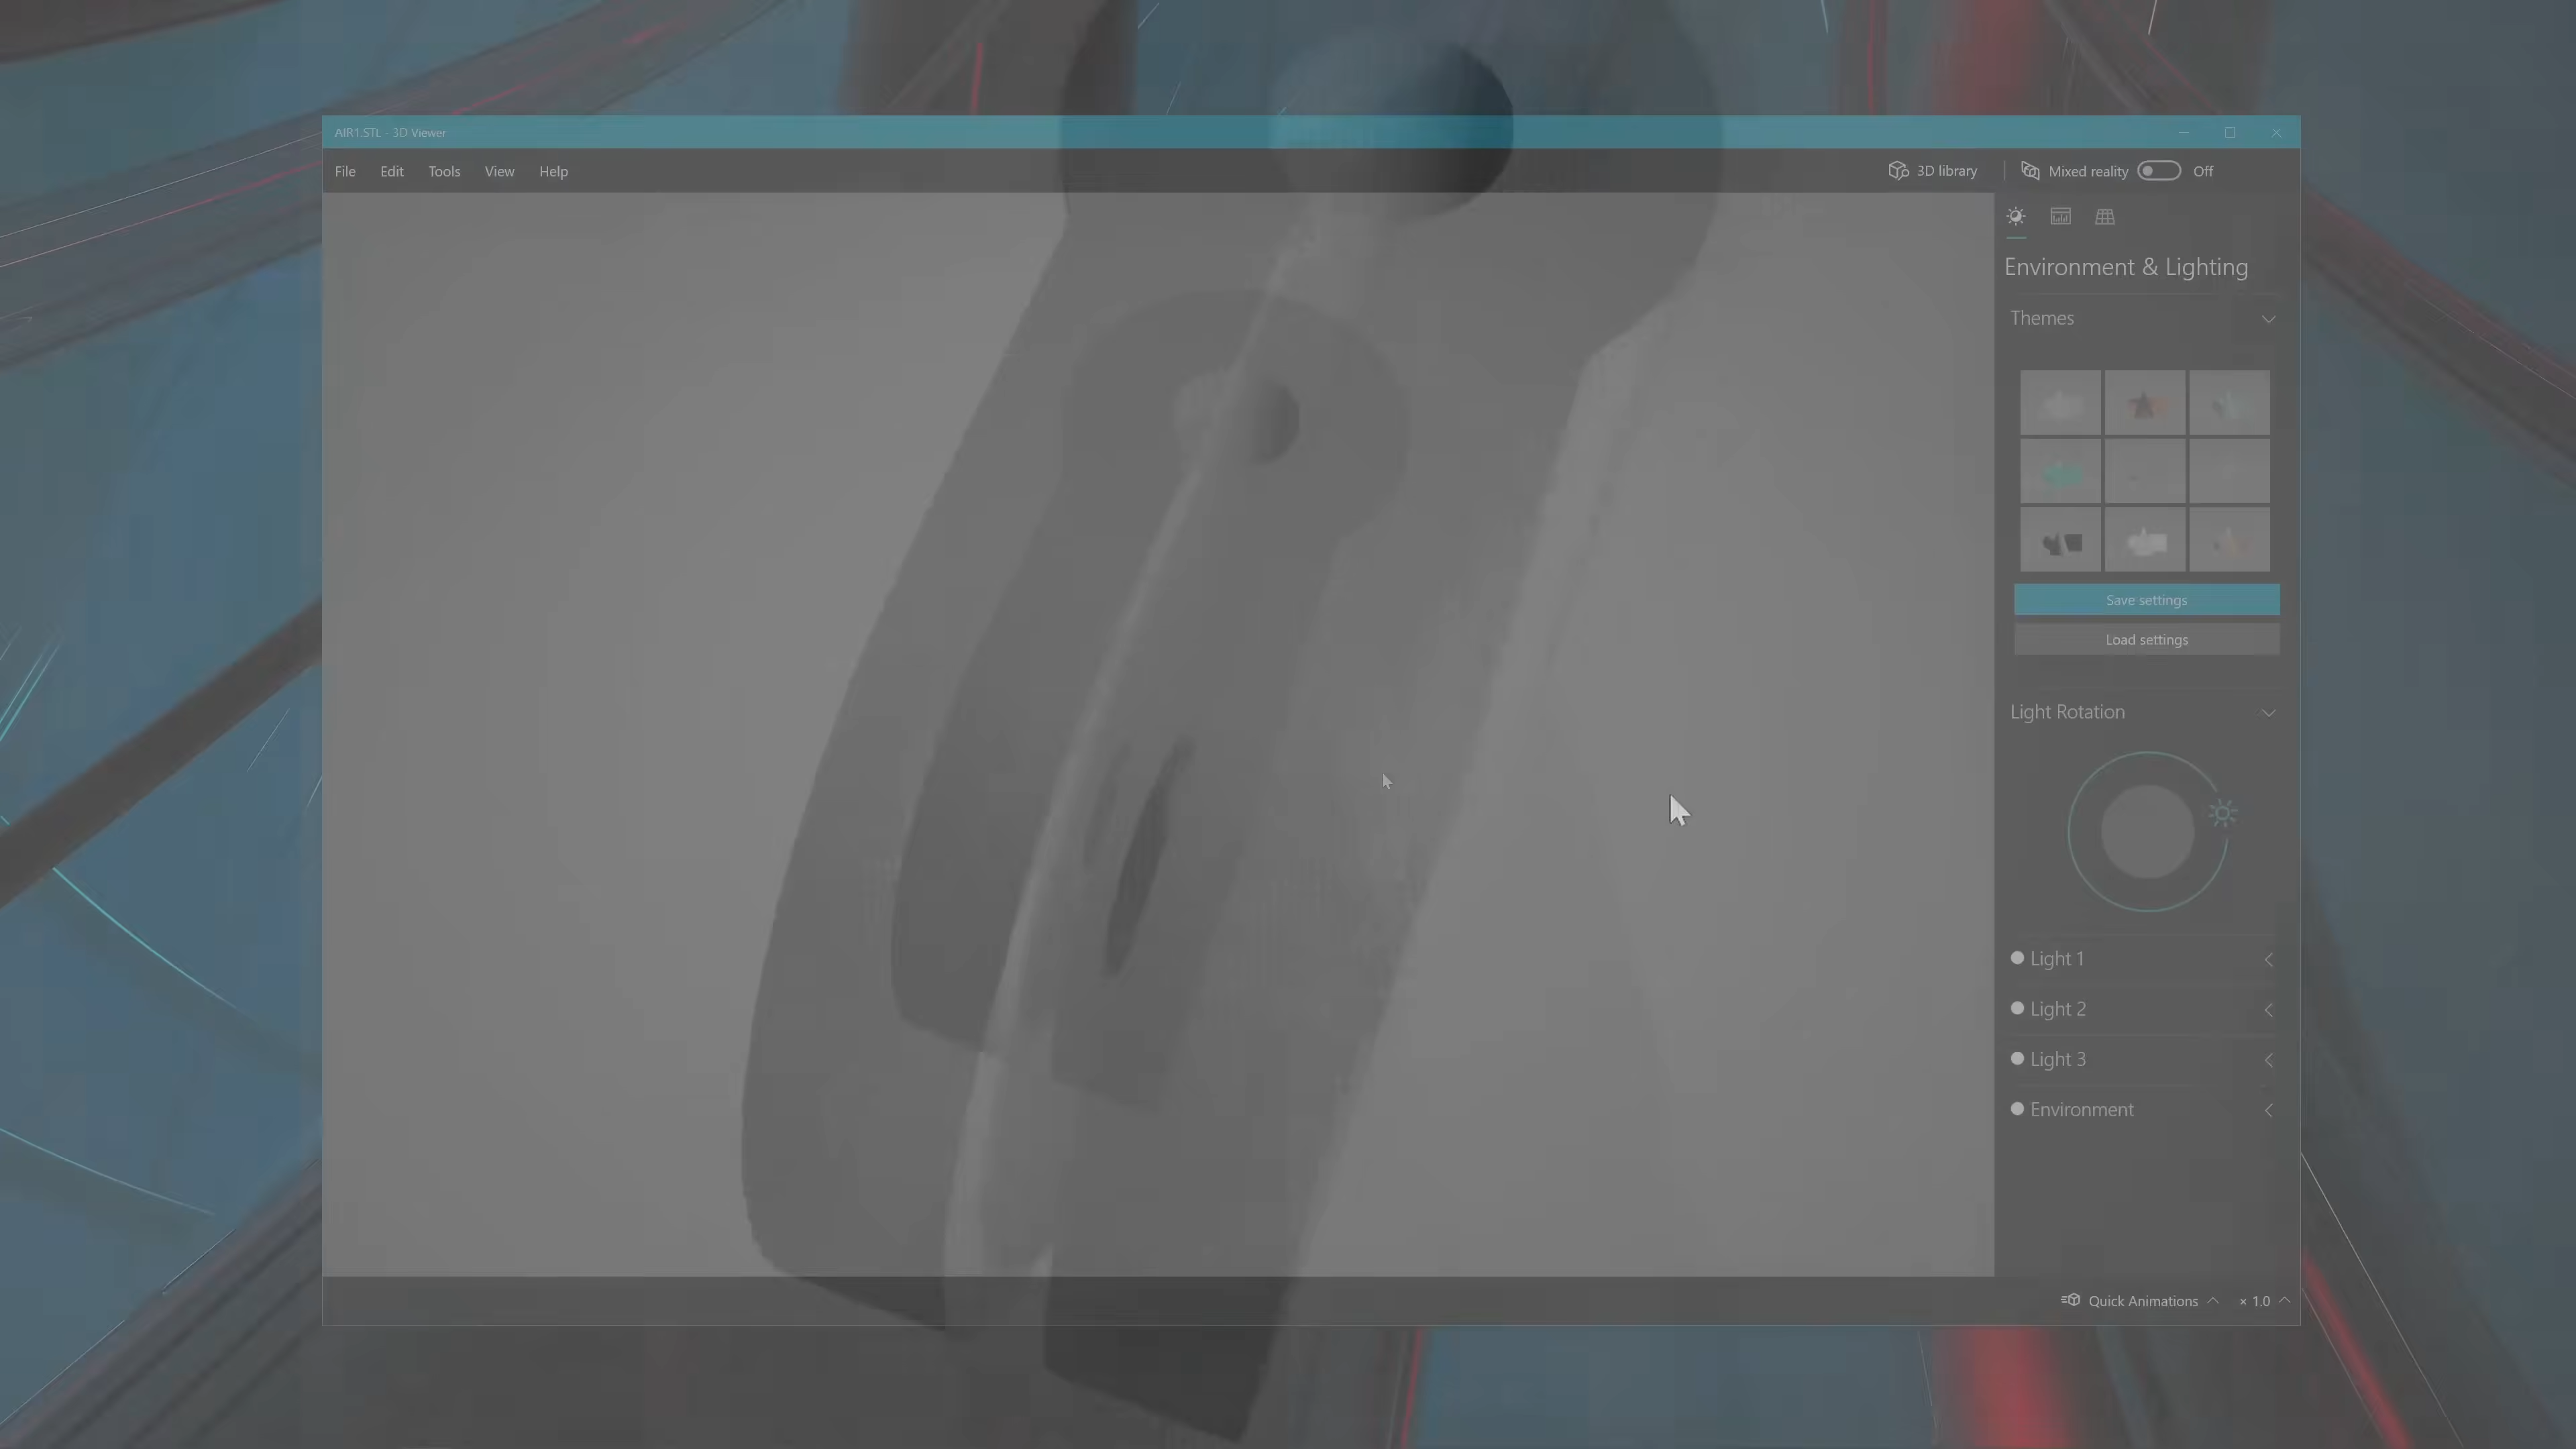 AIR1.STL - 3D Viewer
File Edit Tools View Help
3D library
Mixed reality Off
Environment & Lighting
Themes
Save settings
Load settings
Light Rotation
Light 1
Light 2
Light 3
Environment
Quick Animations × 1.0